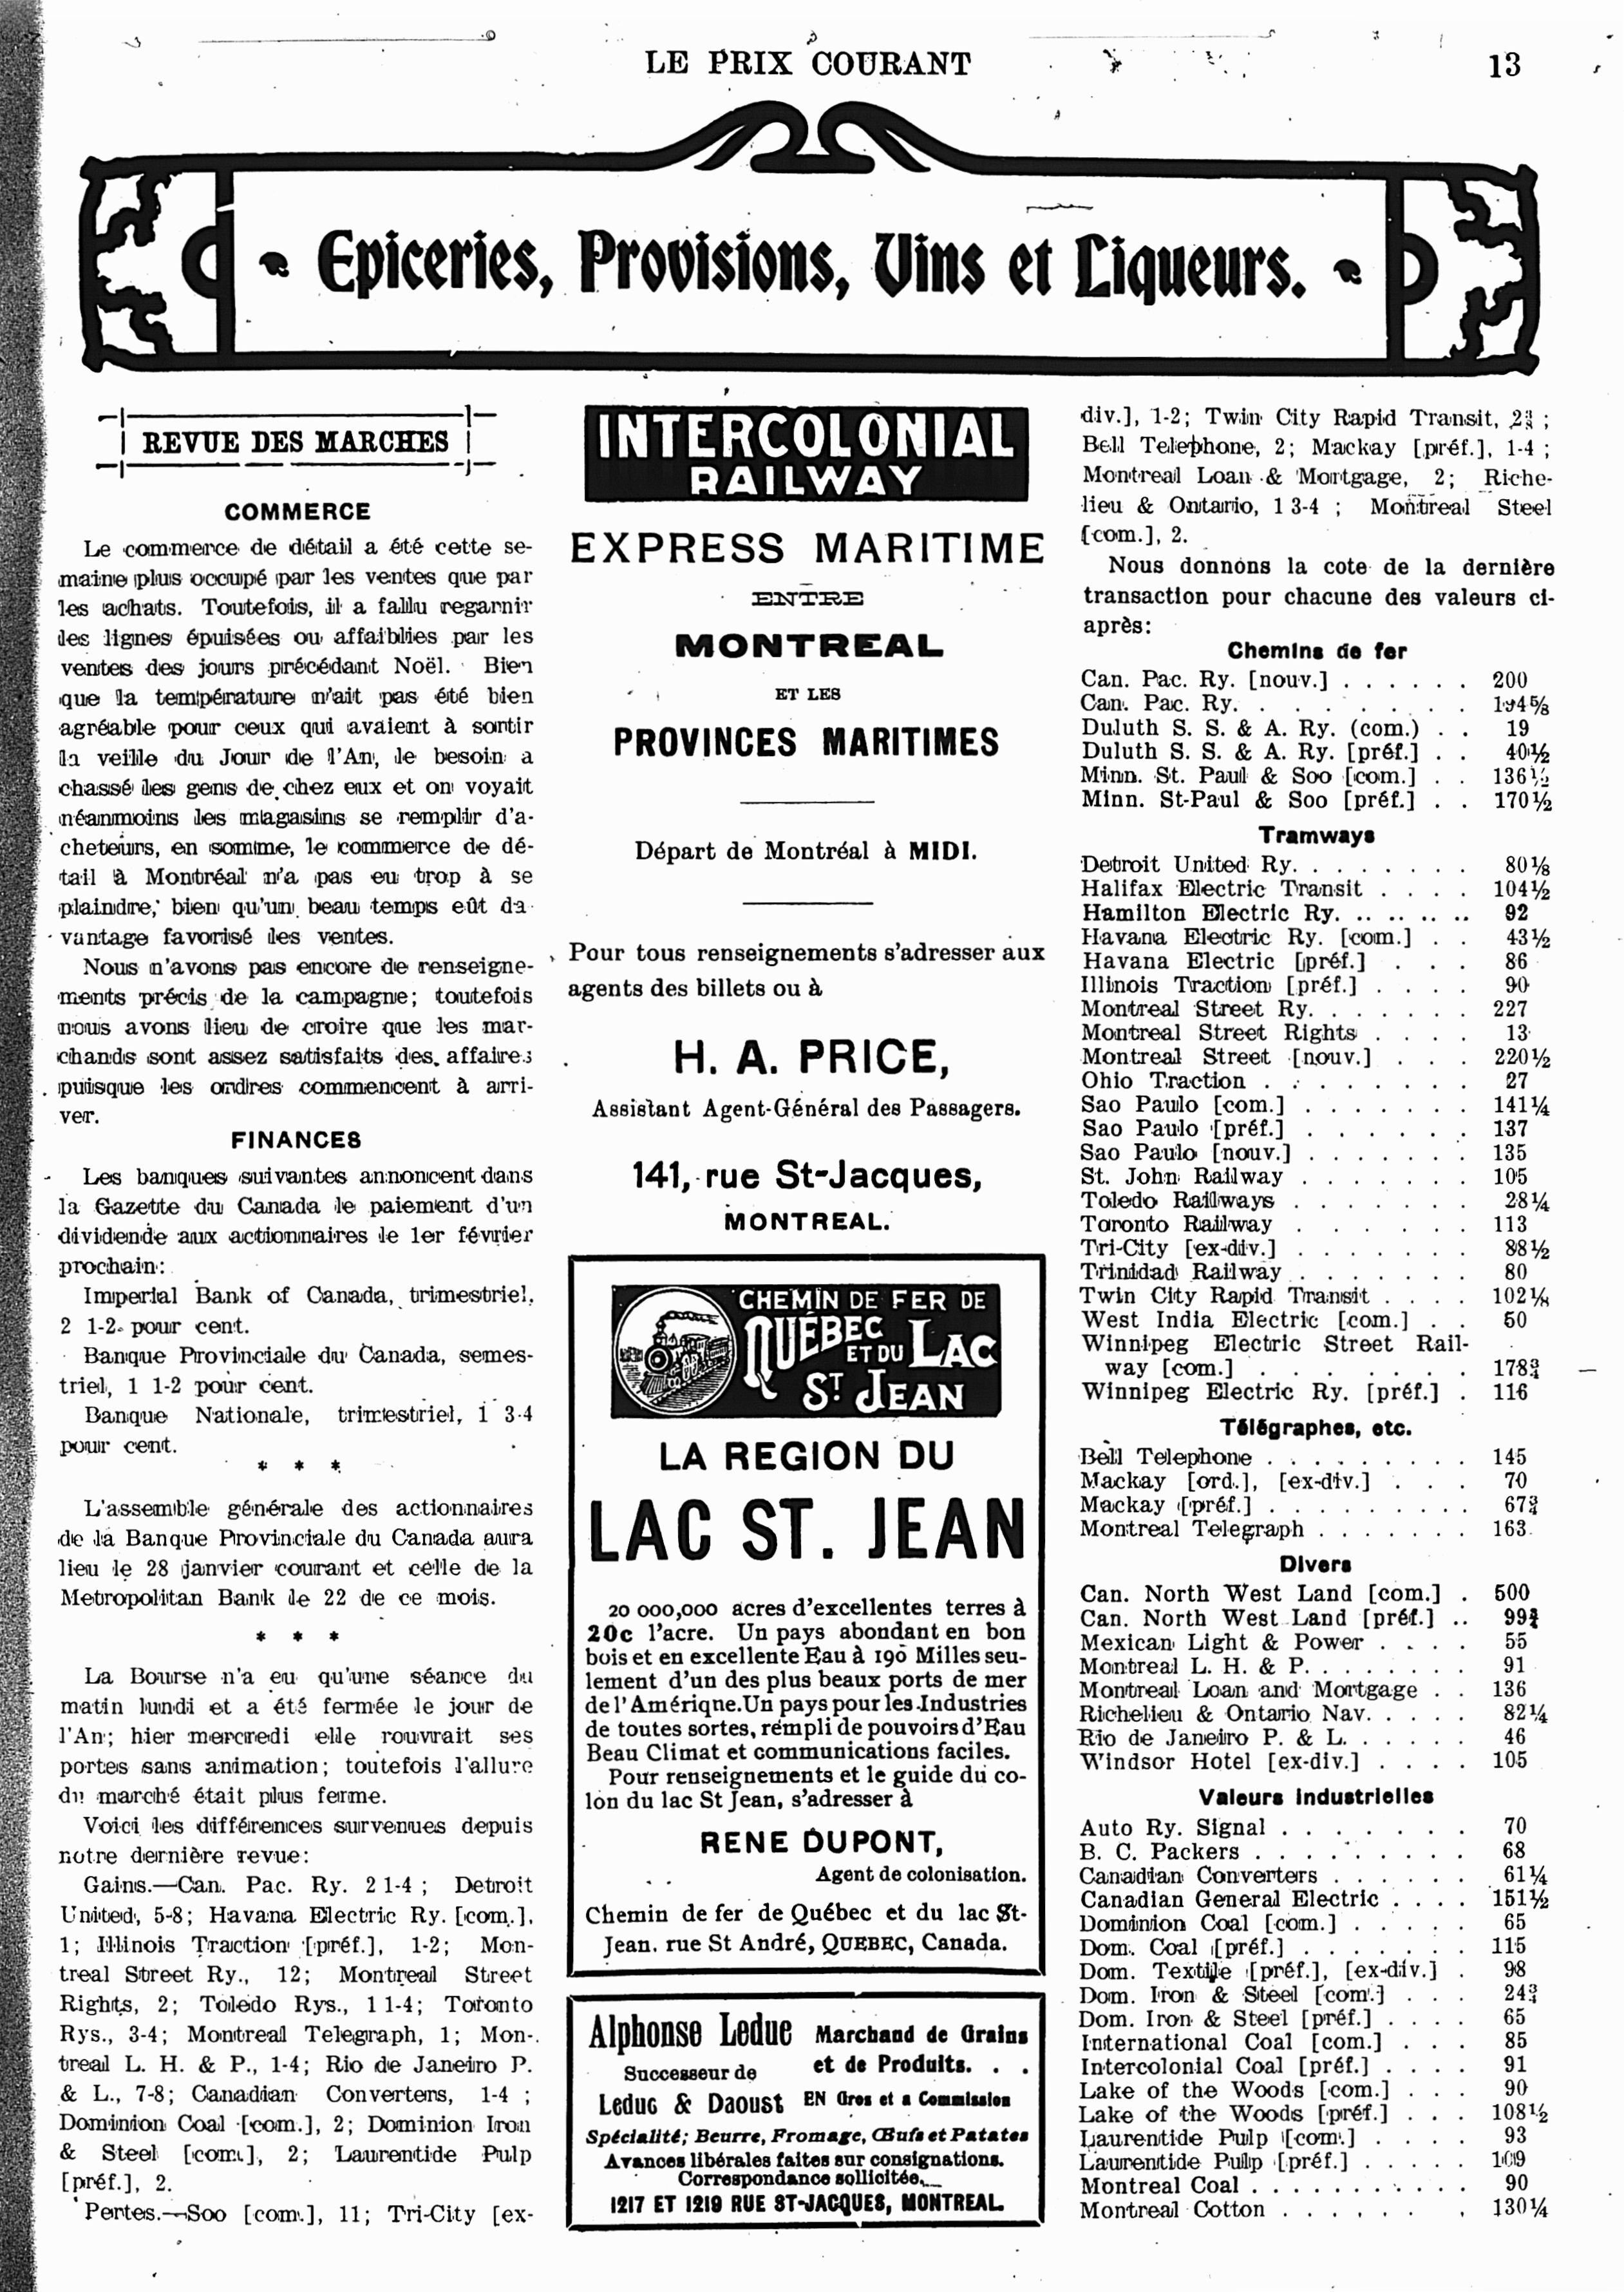 LE PRIX COURANT
13
Epiceries, Provisions, Vins et Liqueurs.
REVUE DES MARCHES
COMMERCE
Le commerce de détail a été cette se-
maine plus occupé par les ventes que par
les achats. Toutefois, il a fallu regarnir
les lignes épuisées ou affaiblies par les
ventes des jours précédant Noël. Bien
que la température n'ait pas été bien
agréable pour ceux qui avaient à sortir
la veille du Jour de l'An, le besoin a
chassé les gens de chez eux et on voyait
néanmoins les magasins se remplir d'a-
cheteurs, en somme, le commerce de dé-
tail à Montréal n'a pas eu trop à se
plaindre, bien qu'un beau temps eût da-
vantage favorisé les ventes.
Nous n'avons pas encore de renseigne-
ments précis de la campagne; toutefois
nous avons lieu de croire que les mar-
chands sont assez satisfaits des affaires
puisque les ordres commencent à arri-
ver.
FINANCES
Les banques suivantes annoncent dans
la Gazette du Canada le paiement d'un
dividende aux actionnaires le 1er février
prochain:
Imperial Bank of Canada, trimestriel,
2 1-2 pour cent.
Banque Provinciale du Canada, semes-
triel, 1 1-2 pour cent.
Banque Nationale, trimestriel, 1 3-4
pour cent.
* * *
L'assemble générale des actionnaires
de la Banque Provinciale du Canada aura
lieu le 28 janvier courant et celle de la
Metropolitan Bank le 22 de ce mois.
* * *
La Bourse n'a eu qu'une séance du
matin lundi et a été fermée le jour de
l'An; hier mercredi elle rouvrait ses
portes sans animation; toutefois l'allure
du marché était plus ferme.
Voici les différences survenues depuis
notre dernière revue:
Gains.—Can. Pac. Ry. 2 1-4 ; Detroit
United, 5-8; Havana Electric Ry. [com.],
1; Illinois Traction [préf.], 1-2; Mon-
treal Street Ry., 12; Montreal Street
Rights, 2; Toledo Rys., 1 1-4; Toronto
Rys., 3-4; Montreal Telegraph, 1; Mon-
treal L. H. & P., 1-4; Rio de Janeiro P.
& L., 7-8; Canadian Converters, 1-4 ;
Dominion Coal [com.], 2; Dominion Iron
& Steel [com.], 2; Laurentide Pulp
[préf.], 2.
Pertes.—Soo [com.], 11; Tri-City [ex-
INTERCOLONIAL
RAILWAY
EXPRESS MARITIME
ENTRE
MONTREAL
ET LES
PROVINCES MARITIMES
Départ de Montréal à MIDI.
Pour tous renseignements s'adresser aux
agents des billets ou à
H. A. PRICE,
Assistant Agent-Général des Passagers.
141, rue St-Jacques,
MONTREAL.
CHEMIN DE FER DE
QUEBEC
ET DU LAC
ST JEAN
LA REGION DU
LAC ST. JEAN
20 000,000 acres d'excellentes terres à
20c l'acre. Un pays abondant en bon
bois et en excellente Eau à 190 Milles seu-
lement d'un des plus beaux ports de mer
de l'Amérique. Un pays pour les Industries
de toutes sortes, rempli de pouvoirs d'Eau
Beau Climat et communications faciles.
Pour renseignements et le guide du co-
lon du lac St Jean, s'adresser à
RENE DUPONT,
Agent de colonisation.
Chemin de fer de Québec et du lac St-
Jean. rue St André, QUEBEC, Canada.
Alphonse Leduc Marchand de Grains
Successeur de et de Produits. . .
Leduc & Daoust EN Gros et a Commission
Spécialité; Beurre, Fromage, Œufs et Patates
Avances libérales faites sur consignations.
Correspondance sollicitée.
1217 ET 1219 RUE ST-JACQUES, MONTREAL.
div.], 1-2; Twin City Rapid Transit, 2¾ ;
Bell Telephone, 2; Mackay [préf.], 1-4 ;
Montreal Loan & Mortgage, 2; Riche-
lieu & Ontario, 1 3-4 ; Montreal Steel
[com.], 2.
Nous donnons la cote de la dernière
transaction pour chacune des valeurs ci-
après:
Chemins de fer
Can. Pac. Ry. [nouv.] . . . . . . 200
Can. Pac. Ry. . . . . . . . . 194⅝
Duluth S. S. & A. Ry. (com.) . . 19
Duluth S. S. & A. Ry. [préf.] . . 40½
Minn. St. Paul & Soo [com.] . . 136½
Minn. St-Paul & Soo [préf.] . . 170½
Tramways
Detroit United Ry. . . . . . . . 80⅛
Halifax Electric Transit . . . . 104½
Hamilton Electric Ry. .. .. .. .. 92
Havana Electric Ry. [com.] . . 43½
Havana Electric [préf.] . . . 86
Illinois Traction [préf.] . . . . 90
Montreal Street Ry. . . . . . . 227
Montreal Street Rights . . . . 13
Montreal Street [nouv.] . . . 220½
Ohio Traction . . . . . . . . 27
Sao Paulo [com.] . . . . . . . 141¼
Sao Paulo [préf.] . . . . . . 137
Sao Paulo [nouv.] . . . . . . . 135
St. John Railway . . . . . . . 105
Toledo Railways . . . . . . . 28¼
Toronto Railway . . . . . . 113
Tri-City [ex-div.] . . . . . . . 88½
Trinidad Railway . . . . . . . 80
Twin City Rapid Transit . . . . 102⅛
West India Electric [com.] . . 50
Winnipeg Electric Street Rail-
way [com.] . . . . . . . . 178¾
Winnipeg Electric Ry. [préf.] . 116
Télégraphes, etc.
Bell Telephone . . . . . . . . . 145
Mackay [ord.], [ex-div.] . . . 70
Mackay [préf.] . . . . . . . . . 67¾
Montreal Telegraph . . . . . . . 163
Divers
Can. North West Land [com.] . 500
Can. North West Land [préf.] .. 99¾
Mexican Light & Power . . . . 55
Montreal L. H. & P. . . . . . . . 91
Montreal Loan and Mortgage . . 136
Richelieu & Ontario Nav. . . . . 82¼
Rio de Janeiro P. & L. . . . . . 46
Windsor Hotel [ex-div.] . . . . 105
Valeurs industrielles
Auto Ry. Signal . . . . . . . 70
B. C. Packers . . . . . . . . . 68
Canadian Converters . . . . . . 61¼
Canadian General Electric . . . . 151½
Dominion Coal [com.] . . . . . 65
Dom. Coal [préf.] . . . . . . . 115
Dom. Textile [préf.], [ex-div.] . 98
Dom. Iron & Steel [com.] . . . 24¾
Dom. Iron & Steel [préf.] . . . . 65
International Coal [com.] . . . 85
Intercolonial Coal [préf.] . . . . 91
Lake of the Woods [com.] . . . 90
Lake of the Woods [préf.] . . . 108½
Laurentide Pulp [com.] . . . . 93
Laurentide Pulp [préf.] . . . . . 109
Montreal Coal . . . . . . . . . . . 90
Montreal Cotton . . . . . . . 130¼